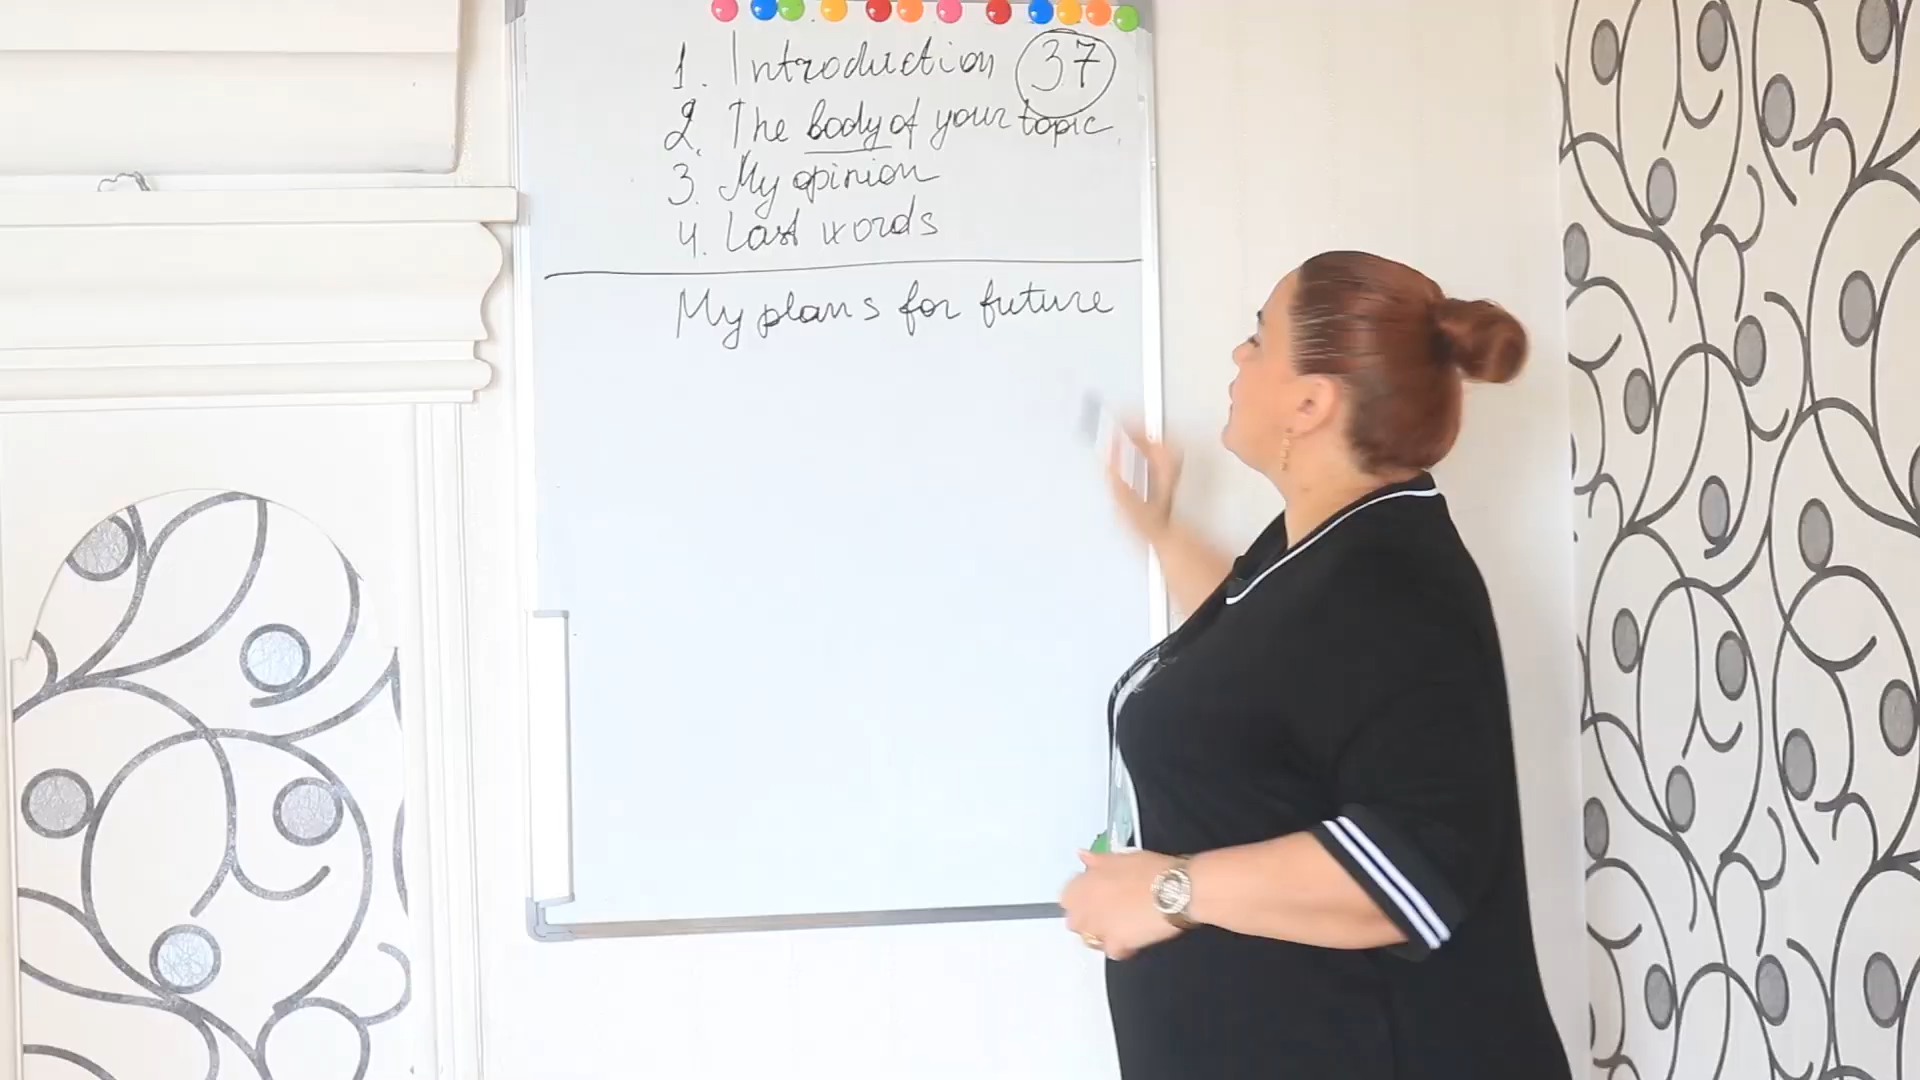 1. Introduction 37
2. The body of your topic.
3. My opinion
4. Last words
My plans for future